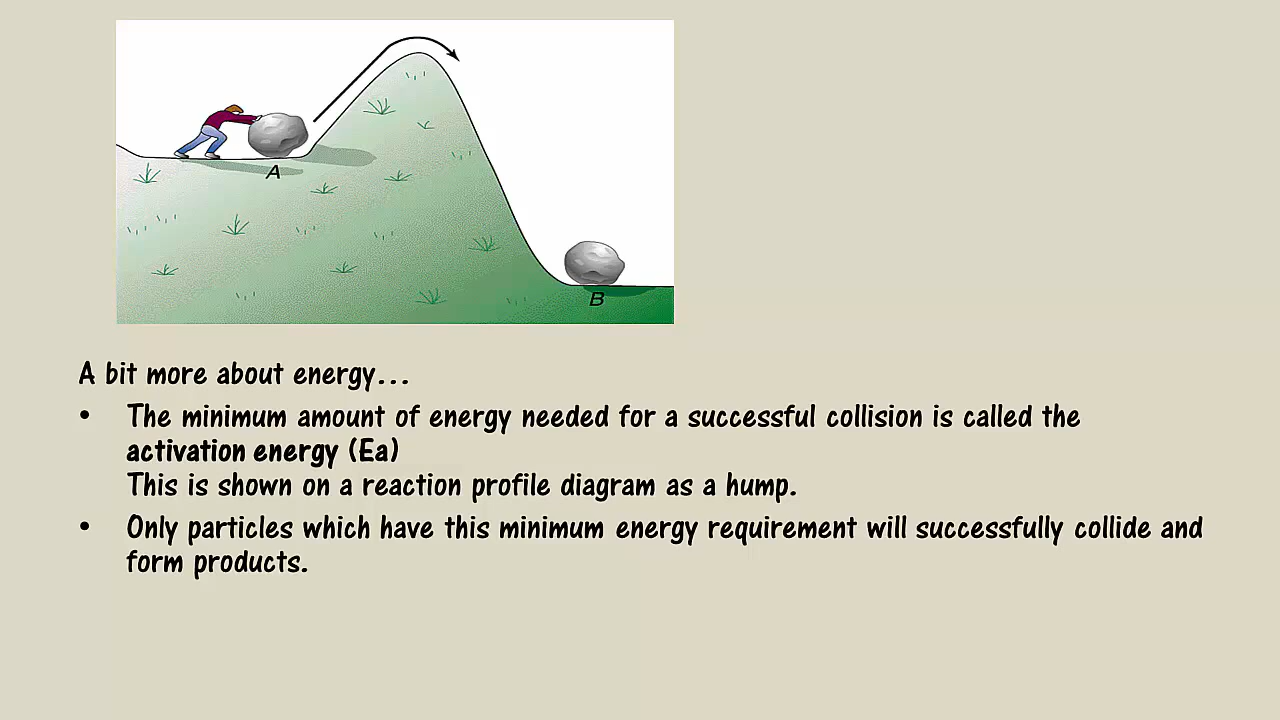 A
B
A bit more about energy...
• The minimum amount of energy needed for a successful collision is called the
activation energy (Ea)
This is shown on a reaction profile diagram as a hump.
• Only particles which have this minimum energy requirement will successfully collide and
form products.